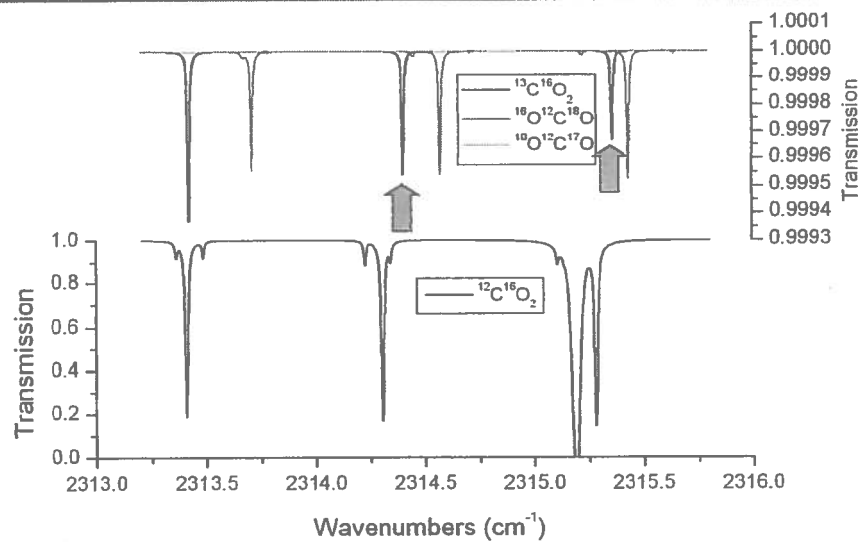 1.0001
1.0000
0.9999
0.9998
0.9997
0.9996
0.9995
0.9994
0.9993
Transmission
¹³C¹⁶O₂
¹⁶O¹²C¹⁸O
¹⁶O¹²C¹⁷O
1.0
0.8
0.6
0.4
0.2
0.0
Transmission
¹²C¹⁶O₂
2313.0 2313.5 2314.0 2314.5 2315.0 2315.5 2316.0
Wavenumbers (cm⁻¹)